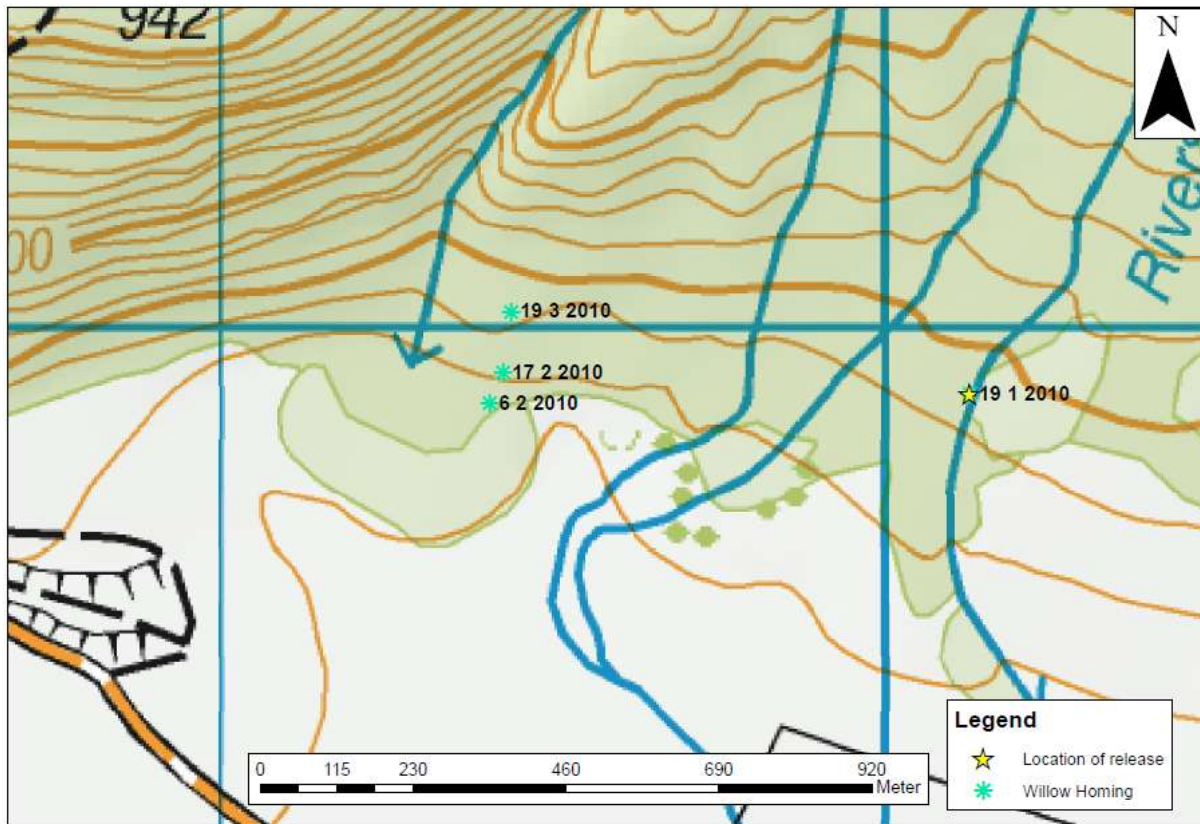 942
N
Rivers
00
19 3 2010
17 2 2010
6 2 2010
19 1 2010
Legend
Location of release
Willow Homing
0 115 230 460 690 920
Meter